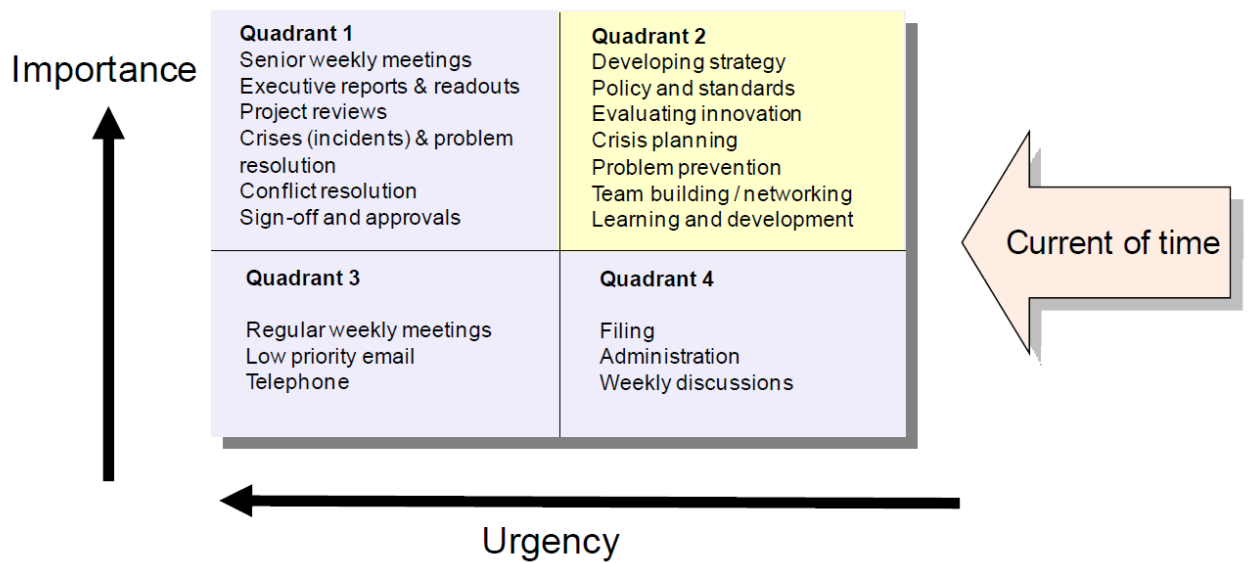 Importance
Quadrant 1
Senior weekly meetings
Executive reports & readouts
Project reviews
Crises (incidents) & problem
resolution
Conflict resolution
Sign-off and approvals
Quadrant 2
Developing strategy
Policy and standards
Evaluating innovation
Crisis planning
Problem prevention
Team building / networking
Learning and development
Quadrant 3
Regular weekly meetings
Low priority email
Telephone
Quadrant 4
Filing
Administration
Weekly discussions
Current of time
Urgency